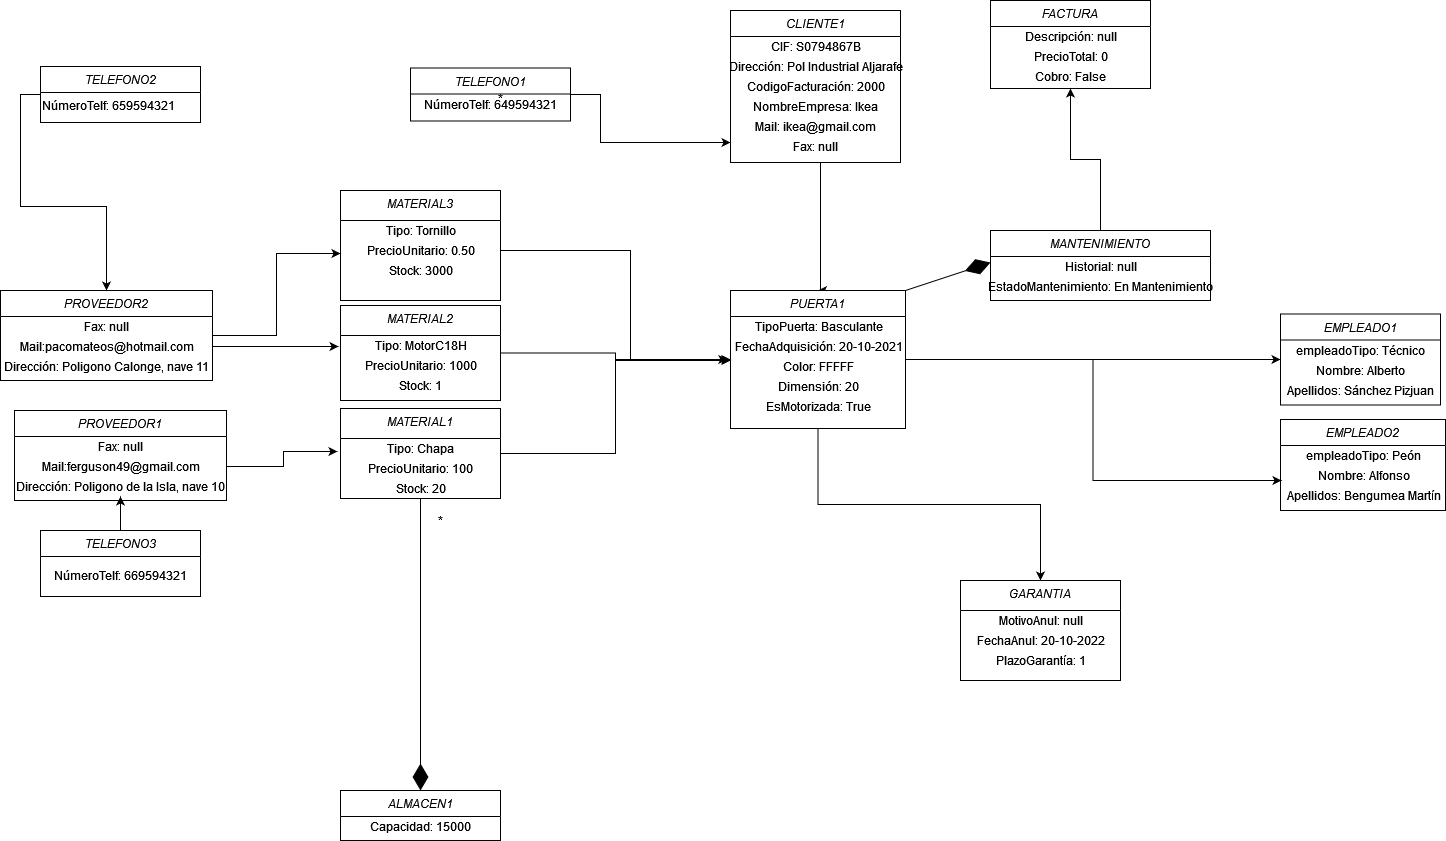 FACTURA
Descripción: null
PrecioTotal: 0
Cobro: False
CLIENTE1
CIF: S0794867B
Dirección: Pol Industrial Aljarafe
CodigoFacturación: 2000
NombreEmpresa: Ikea
Mail: ikea@gmail.com
Fax: null
TELEFONO2
NúmeroTelf: 659594321
TELEFONO1
*
NúmeroTelf: 649594321
MATERIAL3
Tipo: Tornillo
PrecioUnitario: 0.50
Stock: 3000
MANTENIMIENTO
Historial: null
EstadoMantenimiento: En Mantenimiento
PROVEEDOR2
Fax: null
Mail:pacomateos@hotmail.com
Dirección: Poligono Calonge, nave 11
MATERIAL2
Tipo: MotorC18H
PrecioUnitario: 1000
Stock: 1
PUERTA1
TipoPuerta: Basculante
FechaAdquisición: 20-10-2021
Color: FFFFF
Dimensión: 20
EsMotorizada: True
EMPLEADO1
empleadoTipo: Técnico
Nombre: Alberto
Apellidos: Sánchez Pizjuan
PROVEEDOR1
Fax: null
Mail:ferguson49@gmail.com
Dirección: Poligono de la Isla, nave 10
MATERIAL1
Tipo: Chapa
PrecioUnitario: 100
Stock: 20
*
EMPLEADO2
empleadoTipo: Peón
Nombre: Alfonso
Apellidos: Bengumea Martín
TELEFONO3
NúmeroTelf: 669594321
GARANTIA
MotivoAnul: null
FechaAnul: 20-10-2022
PlazoGarantía: 1
ALMACEN1
Capacidad: 15000